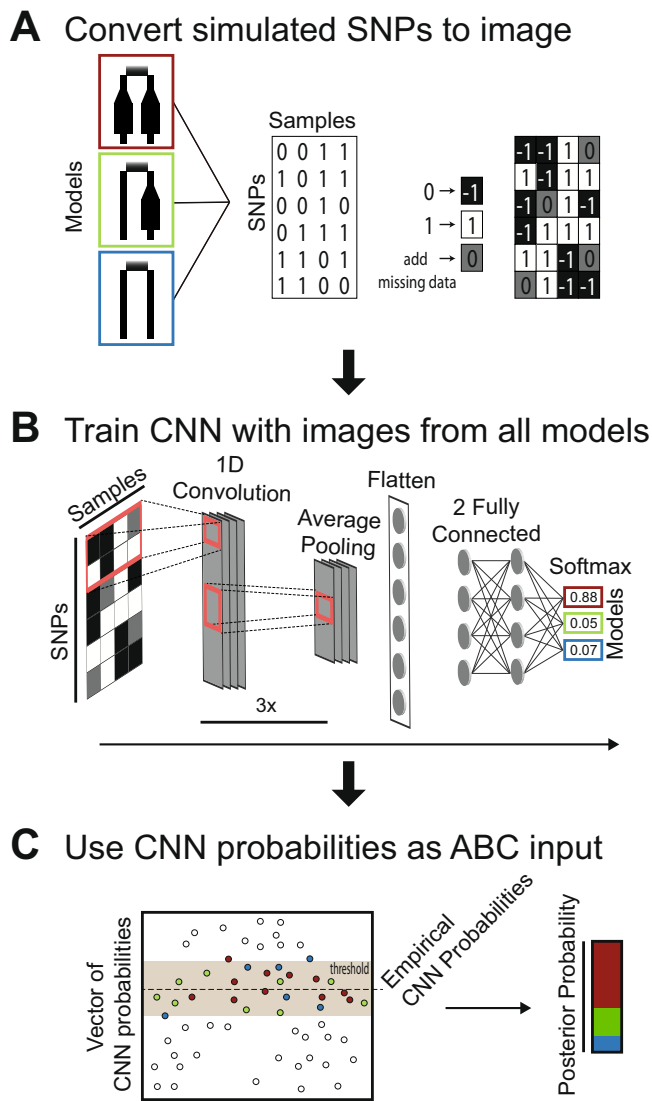 A Convert simulated SNPs to image
Models
Samples
SNPs
0 0 1 1
1 0 1 1
0 0 1 0
0 1 1 1
1 1 0 1
1 1 0 0
0 → -1
1 → 1
add → 0
missing data
-1 -1 1 0
1 -1 1 1
-1 0 1 -1
-1 1 1 1
1 1 -1 0
0 1 -1 -1
B Train CNN with images from all models
Samples
SNPs
1D
Convolution
Average
Pooling
3x
Flatten
2 Fully
Connected
Softmax
0.88
0.05
0.07
Models
C Use CNN probabilities as ABC input
Vector of
CNN probabilities
threshold
Empirical
CNN Probabilities
Posterior Probability